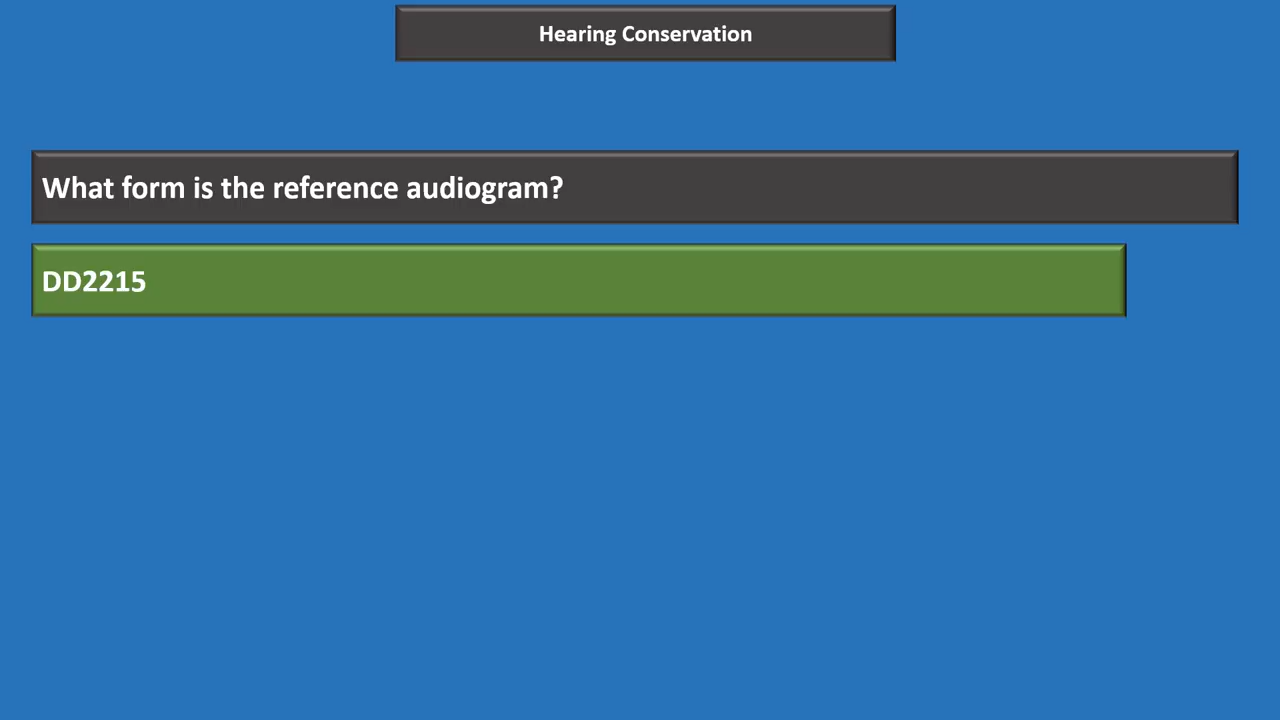 Hearing Conservation
What form is the reference audiogram?
DD2215